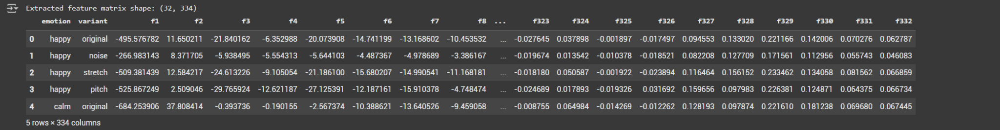 Extracted feature matrix shape: (32, 334)
emotion variant f1 f2 f3 f4 f5 f6 f7 f8 ... f323 f324 f325 f326 f327 f328 f329 f330 f331 f332
0 happy original -495.576782 11.650211 -21.840162 -6.352988 -20.073908 -14.741199 -13.168602 -10.453532 ... -0.027645 0.037898 -0.001897 -0.017497 0.094553 0.133020 0.221166 0.142006 0.070276 0.062787
1 happy noise -266.983143 8.371705 -5.938495 -5.554313 -5.644103 -4.487367 -4.978689 -3.386167 ... -0.019674 0.013542 -0.010378 -0.018521 0.082208 0.127709 0.171561 0.112956 0.055743 0.046083
2 happy stretch -509.381439 12.584217 -24.613226 -9.105054 -21.186100 -15.680207 -14.990541 -11.168181 ... -0.018180 0.050587 -0.001922 -0.023894 0.116464 0.156152 0.233462 0.134058 0.081562 0.066859
3 happy pitch -525.867249 2.509046 -29.765924 -12.621187 -27.125391 -12.187161 -15.910378 -4.748474 ... -0.024689 0.017893 -0.019326 0.031692 0.159656 0.097983 0.226381 0.124871 0.064375 0.066734
4 calm original -684.253906 37.808414 -0.393736 -0.190155 -2.567374 -10.388621 -13.640526 -9.459058 ... -0.008755 0.064984 -0.014269 -0.012262 0.128193 0.097874 0.221610 0.181238 0.069680 0.067445
5 rows × 334 columns